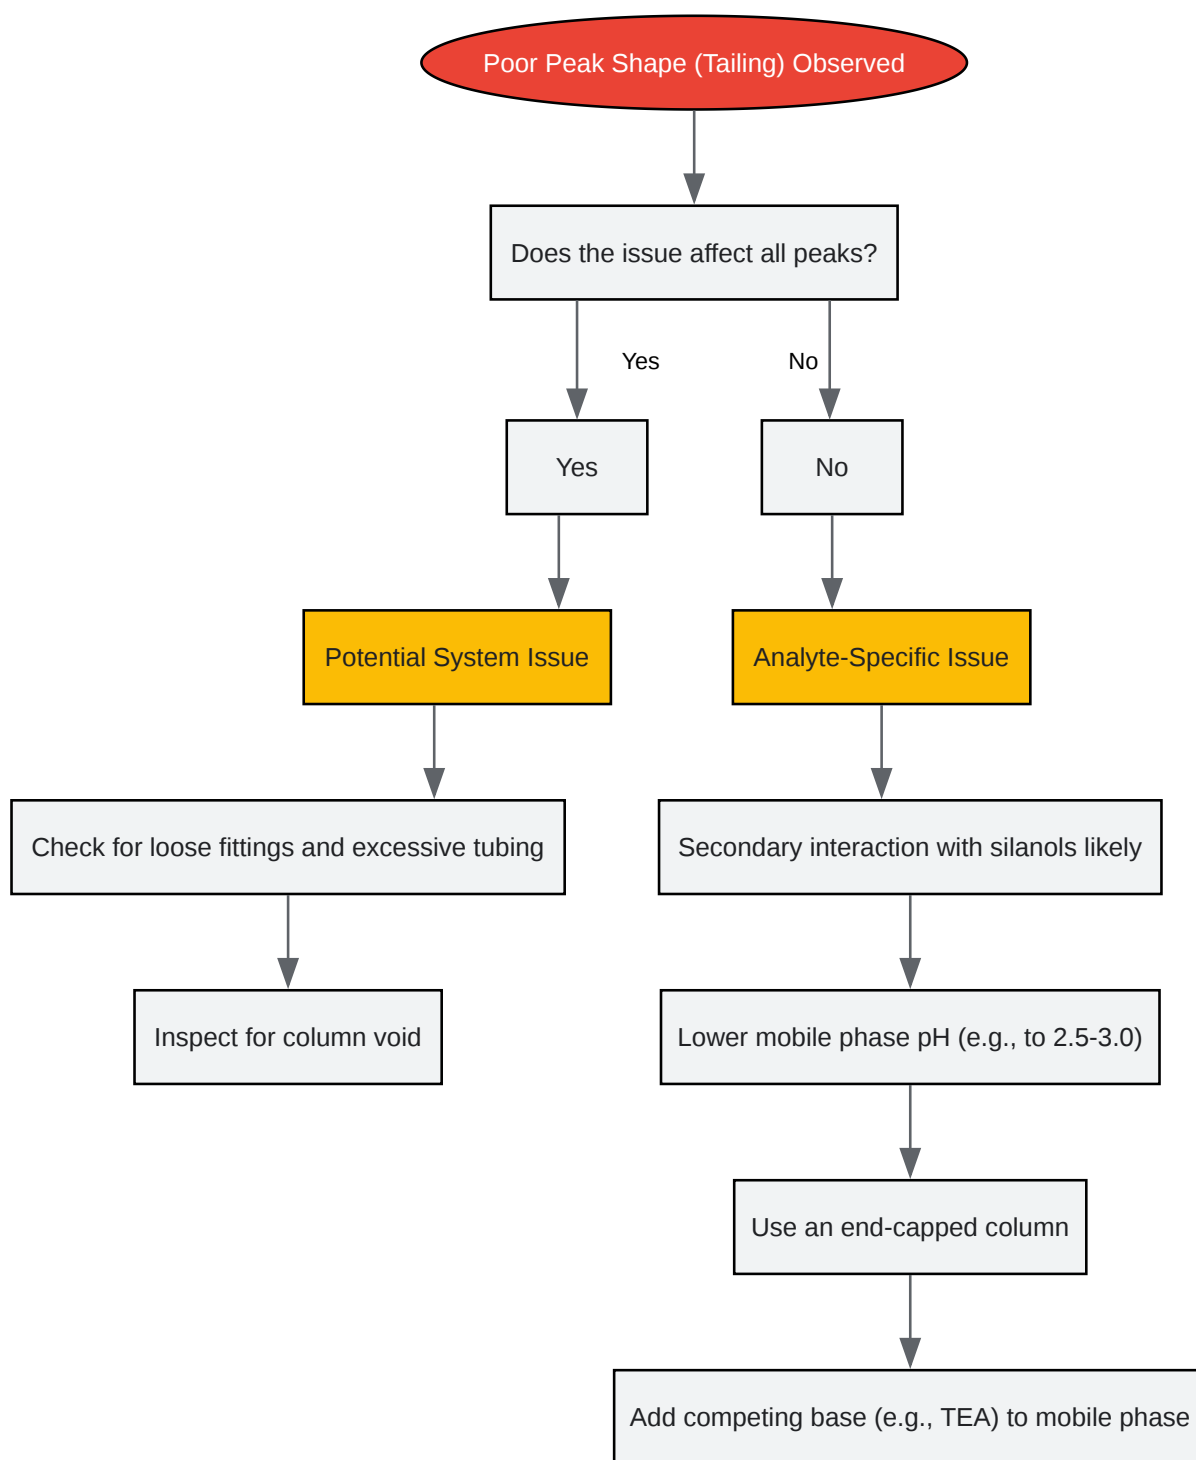 Poor Peak Shape (Tailing) Observed
Does the issue affect all peaks?
Yes
No
Yes
No
Potential System Issue
Analyte-Specific Issue
Check for loose fittings and excessive tubing
Secondary interaction with silanols likely
Inspect for column void
Lower mobile phase pH (e.g., to 2.5-3.0)
Use an end-capped column
Add competing base (e.g., TEA) to mobile phase